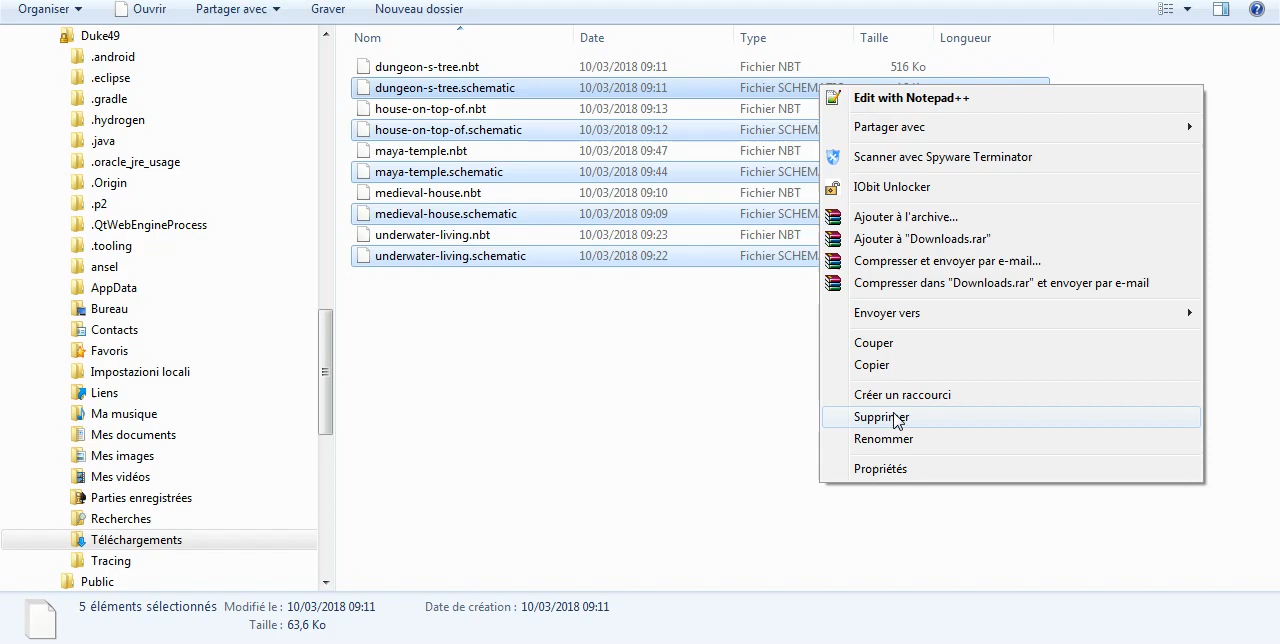 Organiser Ouvrir Partager avec Graver Nouveau dossier
Duke49
.android
.eclipse
.gradle
.hydrogen
.java
.oracle_jre_usage
.Origin
.p2
.QtWebEngineProcess
.tooling
ansel
AppData
Bureau
Contacts
Favoris
Impostazioni locali
Liens
Ma musique
Mes documents
Mes images
Mes vidéos
Parties enregistrées
Recherches
Téléchargements
Tracing
Public
Nom Date Type Taille Longueur
dungeon-s-tree.nbt 10/03/2018 09:11 Fichier NBT 516 Ko
dungeon-s-tree.schematic 10/03/2018 09:11 Fichier SCHEMATIC
house-on-top-of.nbt 10/03/2018 09:13 Fichier NBT
house-on-top-of.schematic 10/03/2018 09:12 Fichier SCHEM
maya-temple.nbt 10/03/2018 09:47 Fichier NBT
maya-temple.schematic 10/03/2018 09:44 Fichier SCHEM
medieval-house.nbt 10/03/2018 09:10 Fichier NBT
medieval-house.schematic 10/03/2018 09:09 Fichier SCHEM
underwater-living.nbt 10/03/2018 09:23 Fichier NBT
underwater-living.schematic 10/03/2018 09:22 Fichier SCHEM
Edit with Notepad++
Partager avec
Scanner avec Spyware Terminator
IObit Unlocker
Ajouter à l'archive...
Ajouter à "Downloads.rar"
Compresser et envoyer par e-mail...
Compresser dans "Downloads.rar" et envoyer par e-mail
Envoyer vers
Couper
Copier
Créer un raccourci
Supprimer
Renommer
Propriétés
5 éléments sélectionnés Modifié le : 10/03/2018 09:11 Date de création : 10/03/2018 09:11
Taille : 63,6 Ko